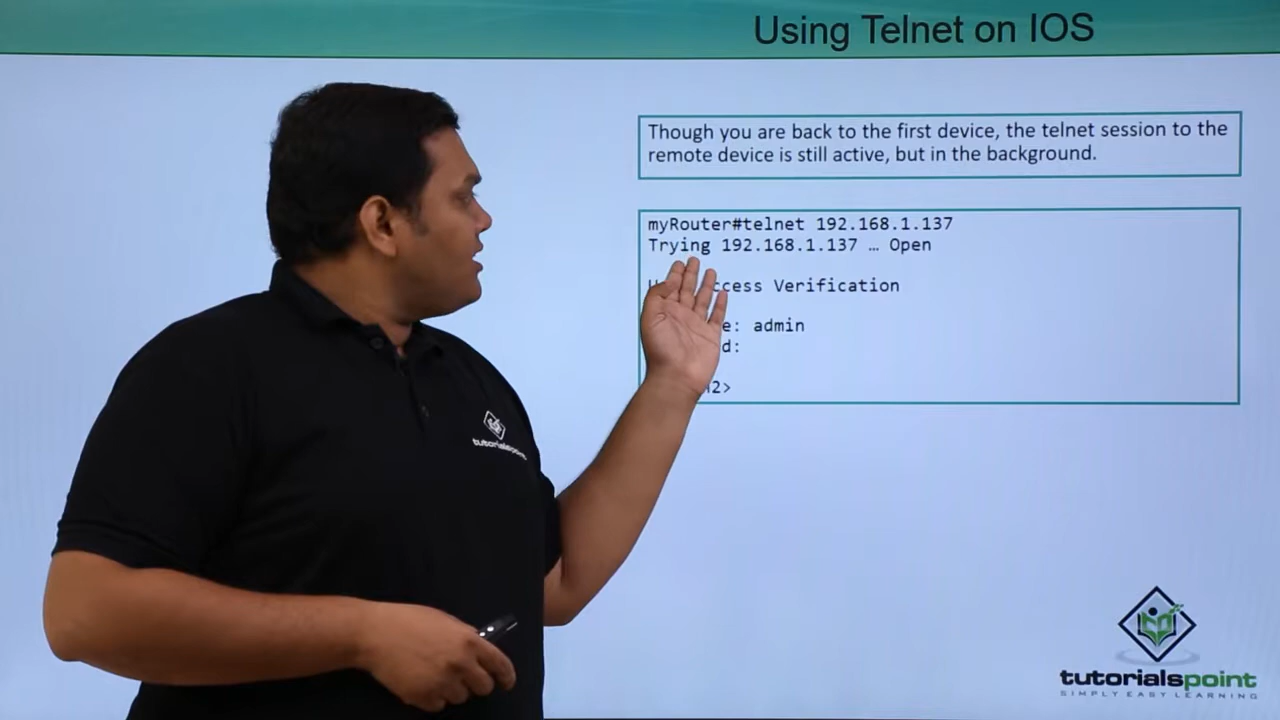 Using Telnet on IOS
Though you are back to the first device, the telnet session to the
remote device is still active, but in the background.
myRouter#telnet 192.168.1.137
Trying 192.168.1.137 … Open
Verification
admin
tutorialspoint
tutorialspoint
SIMPLY EASY LEARNING